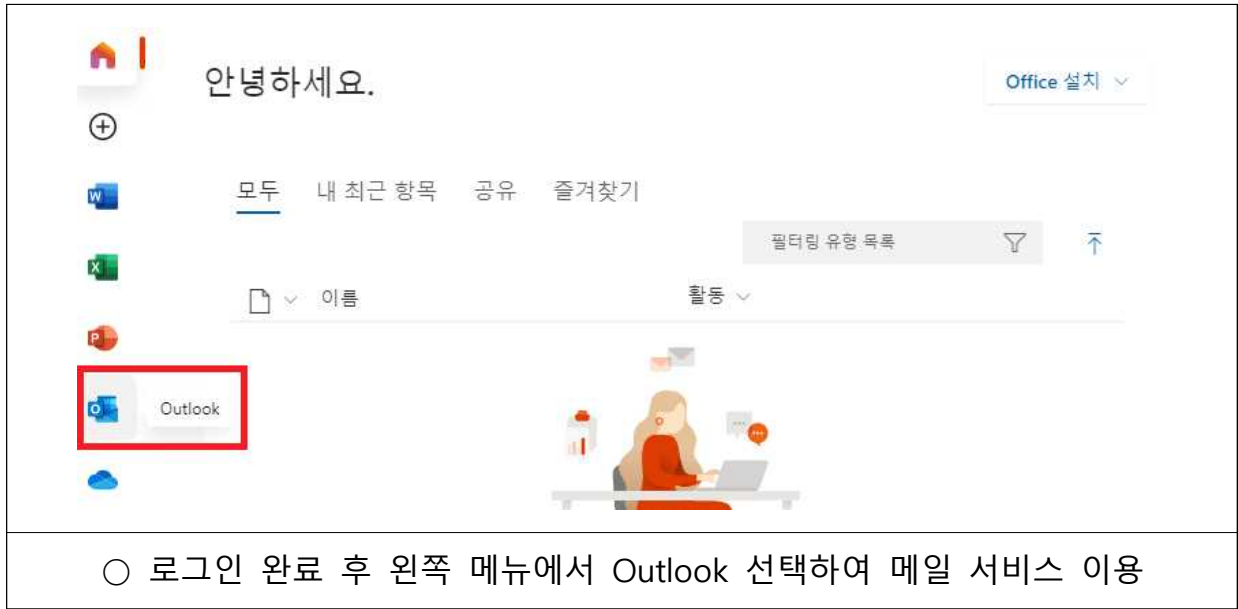 안녕하세요.
Office 설치
모두 내 최근 항목 공유 즐겨찾기
필터링 유형 목록
이름 활동
Outlook
○ 로그인 완료 후 왼쪽 메뉴에서 Outlook 선택하여 메일 서비스 이용